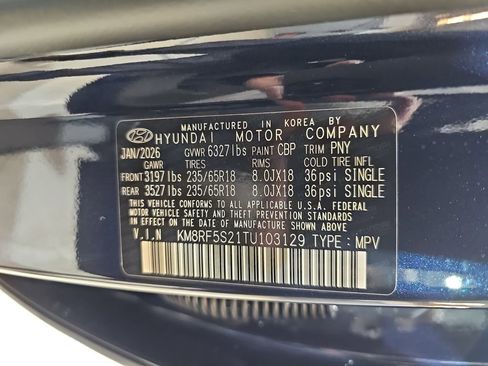 MANUFACTURED IN KOREA BY
HYUNDAI MOTOR COMPANY
JAN/2026 GVWR 6327lbs PAINT CBP TRIM PNY
GAWR TIRES RIMS COLD TIRE INFL
FRONT 3197lbs 235/65R18 8.0JX18 36psi SINGLE
REAR 3527lbs 235/65R18 8.0JX18 36psi SINGLE
THIS VEHICLE CONFORMS TO ALL APPLICABLE U.S.A. FEDERAL
MOTOR VEHICLE SAFETY AND THEFT PREVENTION STANDARDS
IN EFFECT ON THE DATE OF MANUFACTURE SHOWN ABOVE.
V.I.N KM8RF5S21TU103129 TYPE : MPV